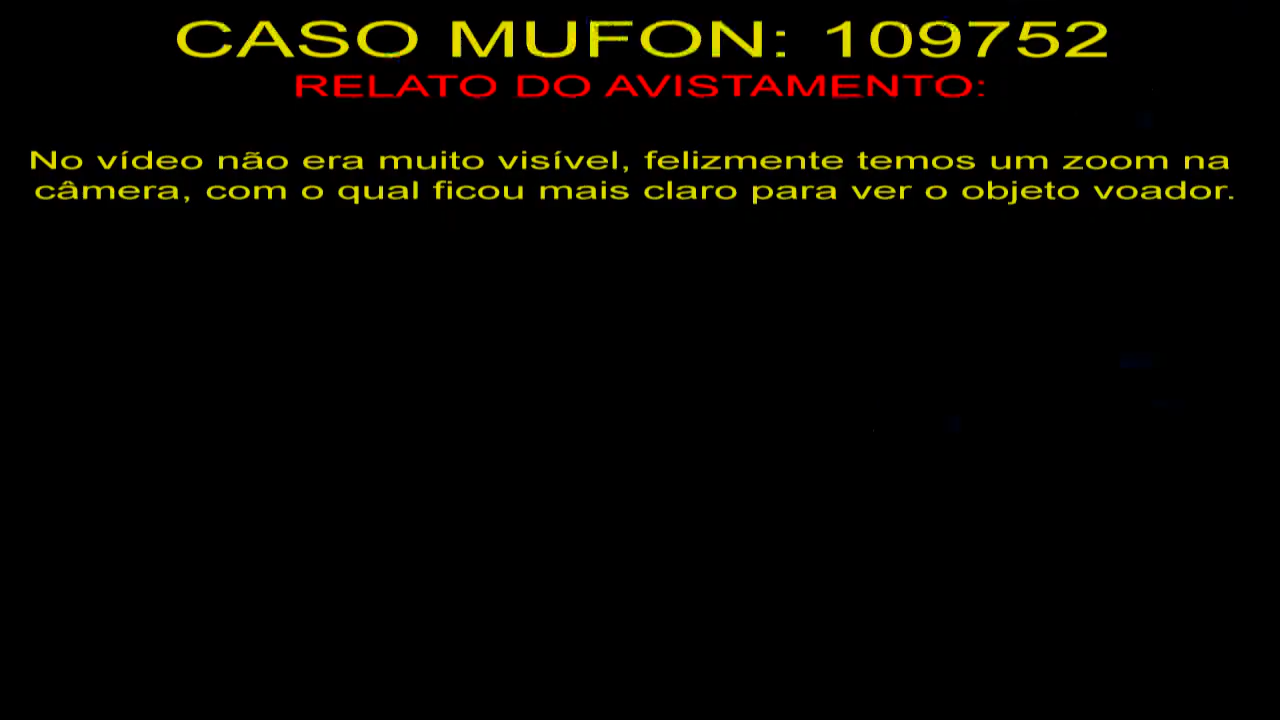 CASO MUFON: 109752
RELATO DO AVISTAMENTO:
No vídeo não era muito visível, felizmente temos um zoom na
câmera, com o qual ficou mais claro para ver o objeto voador.